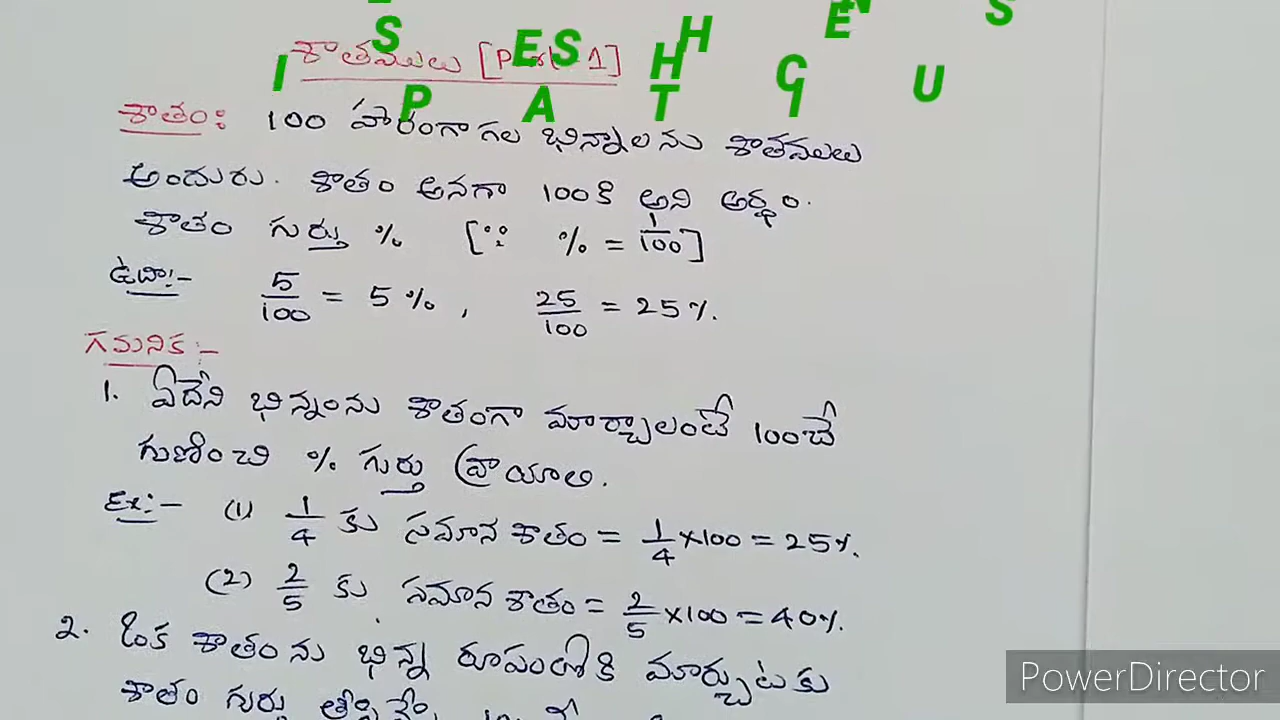 శాతములు [Part 1]
శాతం: 100 హారంగా గల భిన్నాలను శాతములు
అందురు. శాతం అనగా 100కి అని అర్థం.
శాతం గుర్తు % [∵ % = 1/100]
ఉదా:- 5/100 = 5%, 25/100 = 25%.
గమనిక:-
1. ఏదేని భిన్నంను శాతంగా మార్చాలంటే 100చే
గుణించి % గుర్తు వ్రాయాలి.
Ex:- (1) 1/4 కు సమాన శాతం = 1/4 × 100 = 25%.
(2) 2/5 కు సమాన శాతం = 2/5 × 100 = 40%.
2. ఒక శాతంను భిన్న రూపంలోకి మార్చుటకు
శాతం గుర్తు
PowerDirector